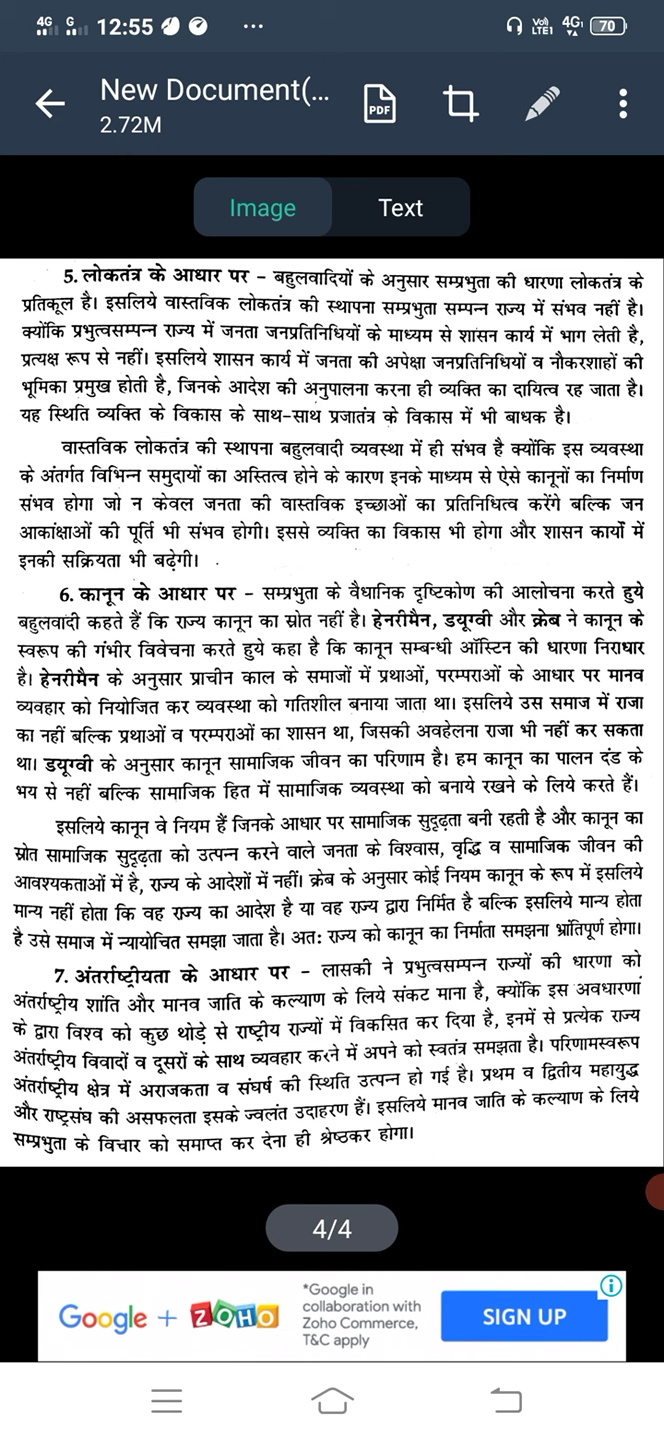 4G G 12:55 ...
VoD LTE1 4G 70
New Document(...
2.72M
PDF
Image Text
5. लोकतंत्र के आधार पर – बहुलवादियों के अनुसार सम्प्रभुता की धारणा लोकतंत्र के
प्रतिकूल है। इसलिये वास्तविक लोकतंत्र की स्थापना सम्प्रभुता सम्पन्न राज्य में संभव नहीं है।
क्योंकि प्रभुत्वसम्पन्न राज्य में जनता जनप्रतिनिधियों के माध्यम से शासन कार्य में भाग लेती है,
प्रत्यक्ष रूप से नहीं। इसलिये शासन कार्य में जनता की अपेक्षा जनप्रतिनिधियों व नौकरशाहों की
भूमिका प्रमुख होती है, जिनके आदेश की अनुपालना करना ही व्यक्ति का दायित्व रह जाता है।
यह स्थिति व्यक्ति के विकास के साथ-साथ प्रजातंत्र के विकास में भी बाधक है।
वास्तविक लोकतंत्र की स्थापना बहुलवादी व्यवस्था में ही संभव है क्योंकि इस व्यवस्था
के अंतर्गत विभिन्न समुदायों का अस्तित्व होने के कारण इनके माध्यम से ऐसे कानूनों का निर्माण
संभव होगा जो न केवल जनता की वास्तविक इच्छाओं का प्रतिनिधित्व करेंगे बल्कि जन
आकांक्षाओं की पूर्ति भी संभव होगी। इससे व्यक्ति का विकास भी होगा और शासन कार्यों में
इनकी सक्रियता भी बढ़ेगी।
6. कानून के आधार पर – सम्प्रभुता के वैधानिक दृष्टिकोण की आलोचना करते हुये
बहुलवादी कहते हैं कि राज्य कानून का स्रोत नहीं है। हेनरीमैन, डयूग्वी और क्रेब ने कानून के
स्वरूप की गंभीर विवेचना करते हुये कहा है कि कानून सम्बन्धी ऑस्टिन की धारणा निराधार
है। हेनरीमैन के अनुसार प्राचीन काल के समाजों में प्रथाओं, परम्पराओं के आधार पर मानव
व्यवहार को नियोजित कर व्यवस्था को गतिशील बनाया जाता था। इसलिये उस समाज में राजा
का नहीं बल्कि प्रथाओं व परम्पराओं का शासन था, जिसकी अवहेलना राजा भी नहीं कर सकता
था। डयूग्वी के अनुसार कानून सामाजिक जीवन का परिणाम है। हम कानून का पालन दंड के
भय से नहीं बल्कि सामाजिक हित में सामाजिक व्यवस्था को बनाये रखने के लिये करते हैं।
इसलिये कानून वे नियम हैं जिनके आधार पर सामाजिक सुदृढ़ता बनी रहती है और कानून का
स्रोत सामाजिक सुदृढ़ता को उत्पन्न करने वाले जनता के विश्वास, वृद्धि व सामाजिक जीवन की
आवश्यकताओं में है, राज्य के आदेशों में नहीं। क्रेब के अनुसार कोई नियम कानून के रूप में इसलिये
मान्य नहीं होता कि वह राज्य का आदेश है या वह राज्य द्वारा निर्मित है बल्कि इसलिये मान्य होता
है उसे समाज में न्यायोचित समझा जाता है। अत: राज्य को कानून का निर्माता समझना भ्रांतिपूर्ण होगा।
7. अंतर्राष्ट्रीयता के आधार पर – लासकी ने प्रभुत्वसम्पन्न राज्यों की धारणा को
अंतर्राष्ट्रीय शांति और मानव जाति के कल्याण के लिये संकट माना है, क्योंकि इस अवधारणां
के द्वारा विश्व को कुछ थोड़े से राष्ट्रीय राज्यों में विकसित कर दिया है, इनमें से प्रत्येक राज्य
अंतर्राष्ट्रीय विवादों व दूसरों के साथ व्यवहार करने में अपने को स्वतंत्र समझता है। परिणामस्वरूप
अंतर्राष्ट्रीय क्षेत्र में अराजकता व संघर्ष की स्थिति उत्पन्न हो गई है। प्रथम व द्वितीय महायुद्ध
और राष्ट्रसंघ की असफलता इसके ज्वलंत उदाहरण हैं। इसलिये मानव जाति के कल्याण के लिये
सम्प्रभुता के विचार को समाप्त कर देना ही श्रेष्ठकर होगा।
4/4
Google + ZOHO
*Google in
collaboration with
Zoho Commerce,
T&C apply
SIGN UP